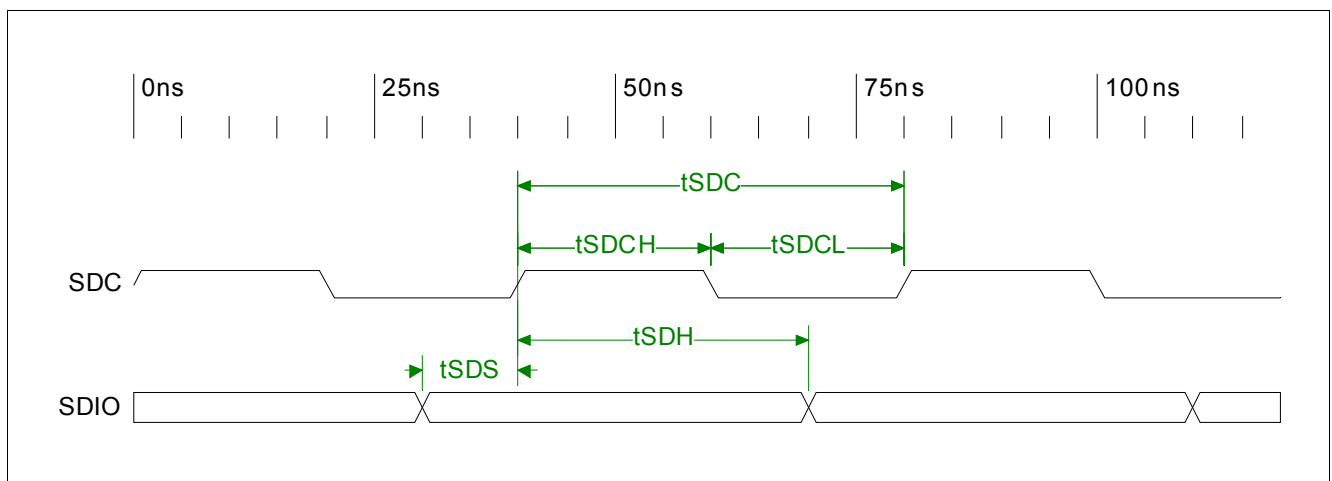 0ns 25ns 50ns 75ns 100ns
tSDC
tSDCH tSDCL
SDC
tSDH
tSDS
SDIO